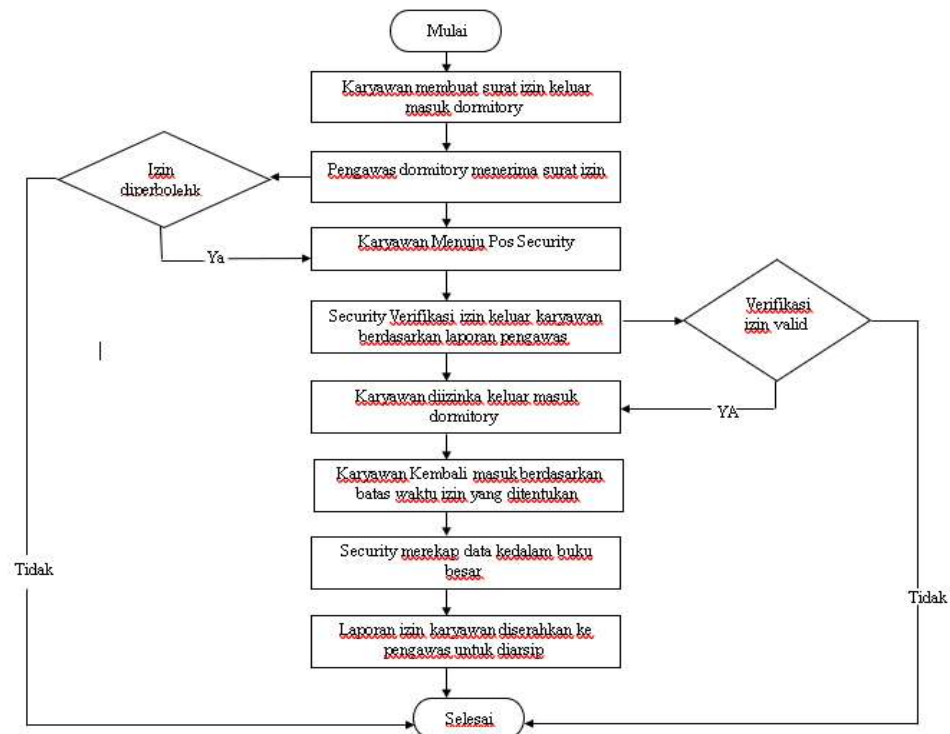 Mulai
Karyawan membuat surat izin keluar
masuk dormitory
Izin
diperbolehk
Pengawas dormitory menerima surat izin
Ya
Karyawan Menuju Pos Security
Security Verifikasi izin keluar karyawan
berdasarkan laporan pengawas
Verifikasi
izin valid
Karyawan diizinka keluar masuk
dormitory
YA
Karyawan Kembali masuk berdasarkan
batas waktu izin yang ditentukan
Security merekap data kedalam buku
besar
Tidak
Tidak
Laporan izin karyawan diserahkan ke
pengawas untuk diarsip
Selesai